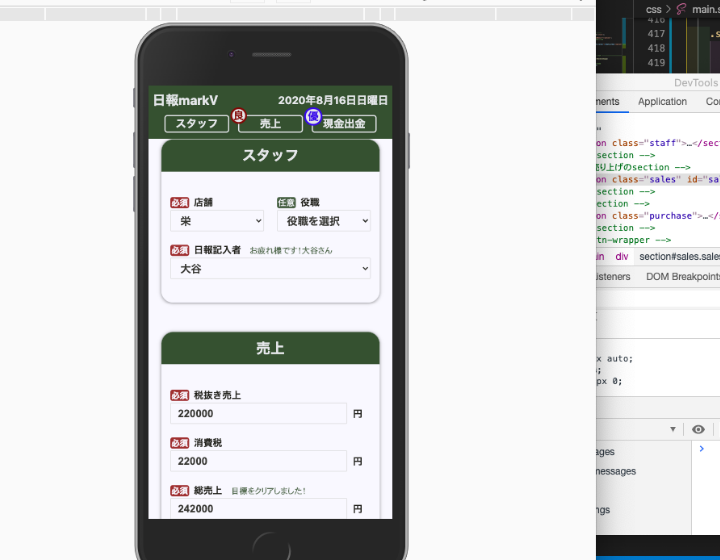 css > main.s
416
417
.s
418
419
DevTools
nents Application Co
日報markV 2020年8月16日日曜日
スタッフ 良 売上 優 現金出金
スタッフ
必須 店舗 任意 役職
栄 役職を選択
必須 日報記入者 お疲れ様です!大谷さん
大谷
売上
必須 税抜き売上
220000 円
必須 消費税
22000 円
必須 総売上 目標をクリアしました!
242000 円
on class="staff">…</sect
section -->
り上げのsection -->
on class="sales" id="sal
section -->
ection -->
on class="purchase">…</s
tn-wrapper -->
in div section#sales.sales
isteners DOM Breakpoints
x auto;
;
px 0;
ages
nessages
ngs